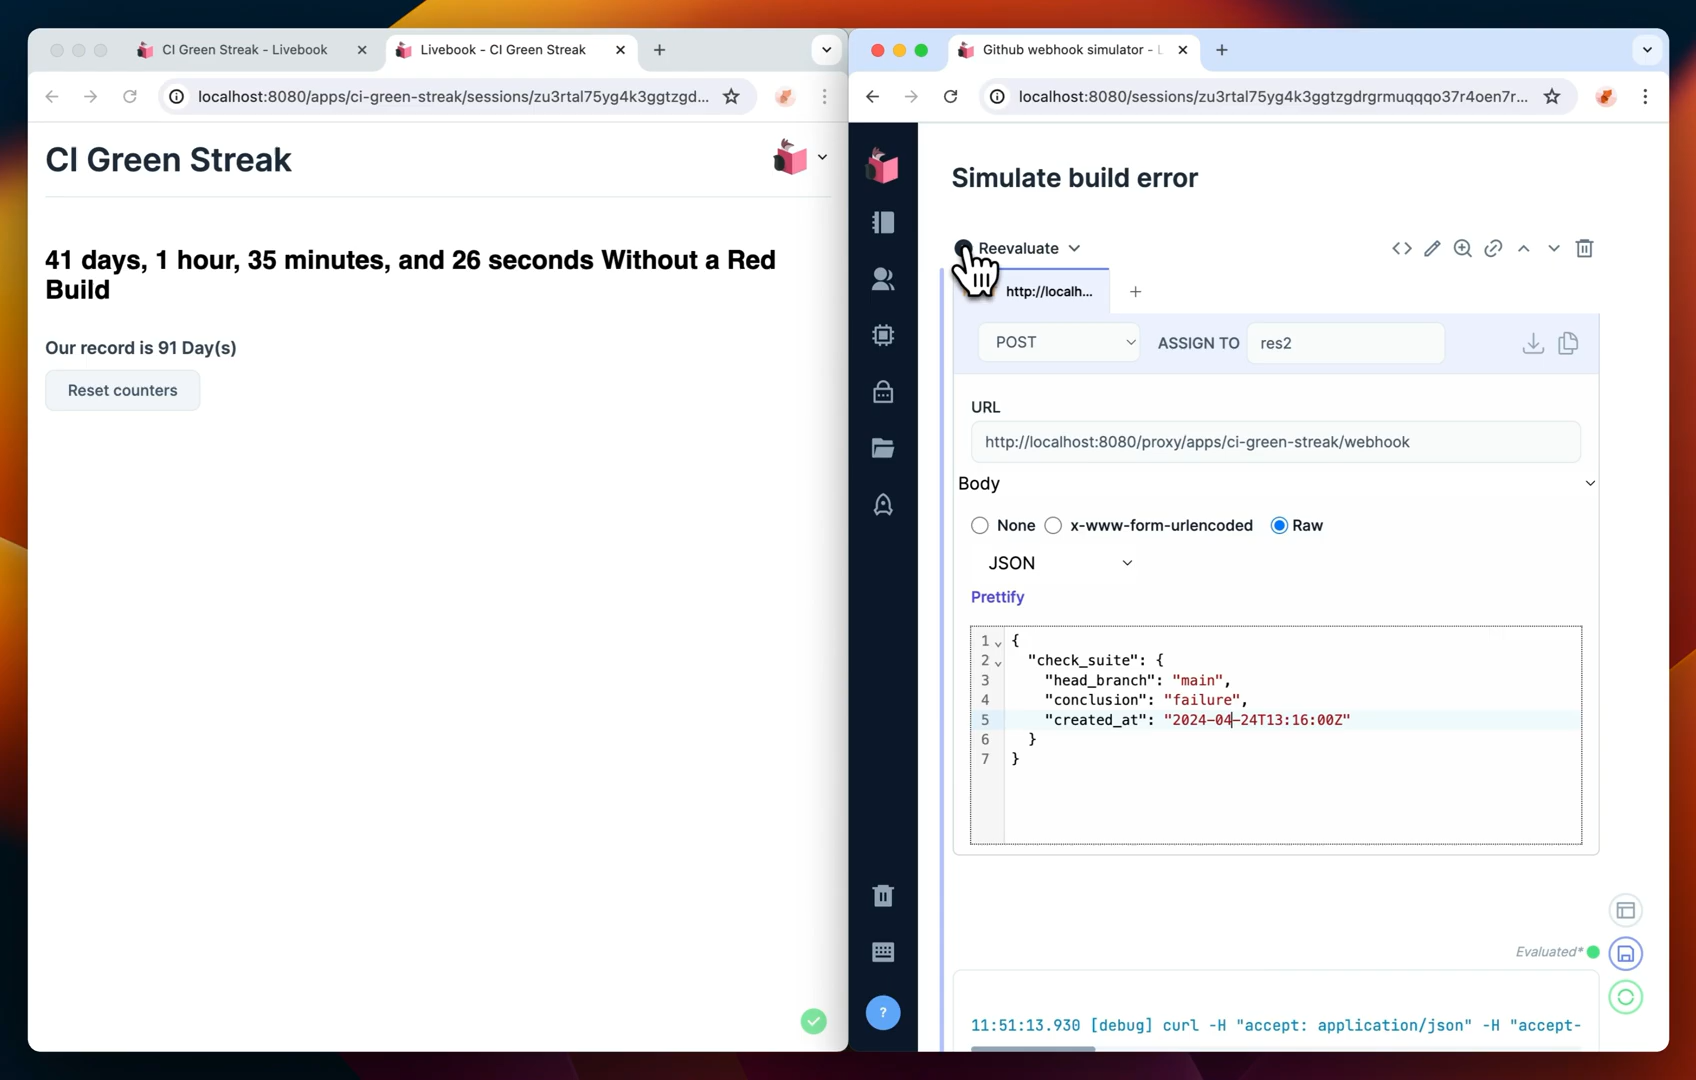 CI Green Streak - Livebook
Livebook - CI Green Streak
localhost:8080/apps/ci-green-streak/sessions/zu3rtal75yg4k3ggtzgd...
CI Green Streak
41 days, 1 hour, 35 minutes, and 26 seconds Without a Red
Build
Our record is 91 Day(s)
Reset counters
Github webhook simulator - L
localhost:8080/sessions/zu3rtal75yg4k3ggtzgdrgrmuqqqo37r4oen7r...
Simulate build error
Reevaluate
http://localh...
POST
ASSIGN TO
res2
URL
http://localhost:8080/proxy/apps/ci-green-streak/webhook
Body
None
x-www-form-urlencoded
Raw
JSON
Prettify
1 {
2 "check_suite": {
3 "head_branch": "main",
4 "conclusion": "failure",
5 "created_at": "2024-04-24T13:16:00Z"
6 }
7 }
Evaluated*
?
11:51:13.930 [debug] curl -H "accept: application/json" -H "accept-